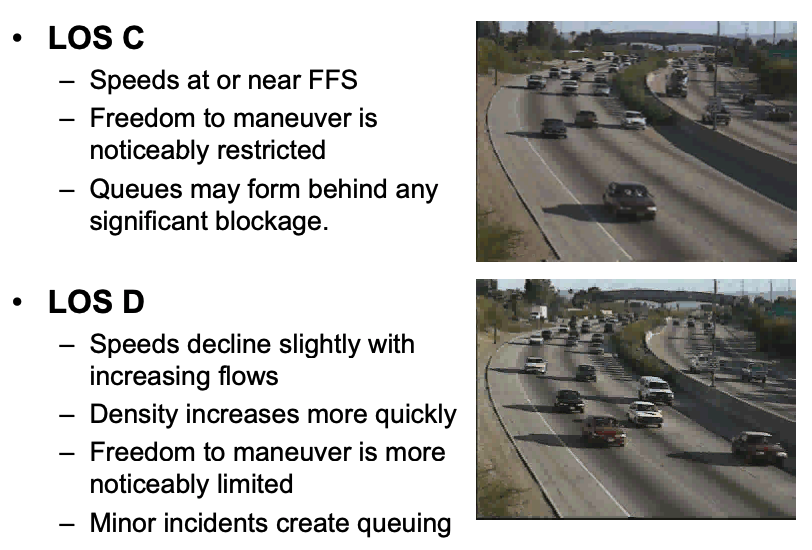 • LOS C
– Speeds at or near FFS
– Freedom to maneuver is
noticeably restricted
– Queues may form behind any
significant blockage.
• LOS D
– Speeds decline slightly with
increasing flows
– Density increases more quickly
– Freedom to maneuver is more
noticeably limited
– Minor incidents create queuing